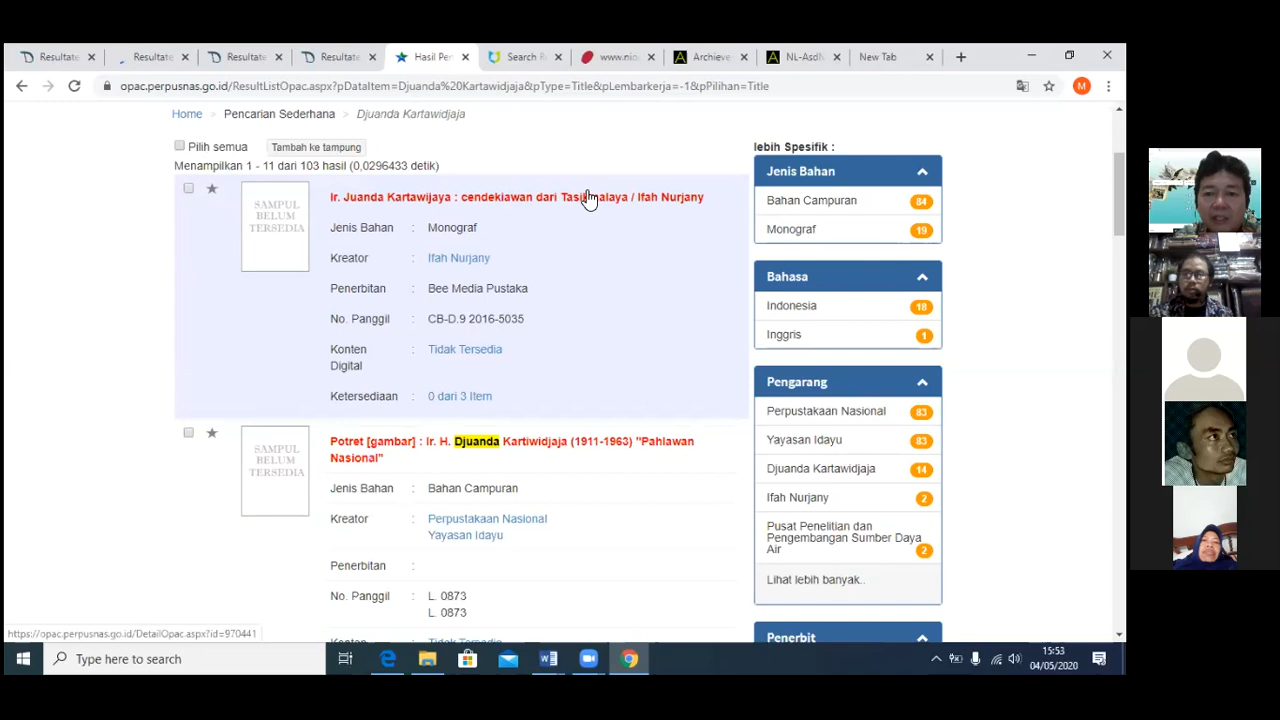 Resultate
Resultate
Resultate
Resultate
Hasil Pen
Search R
www.niod
Archieve
NL-AsdN
New Tab
opac.perpusnas.go.id/ResultListOpac.aspx?pDataItem=Djuanda%20Kartawidjaja&pType=Title&pLembarkerja=-1&pPilihan=Title
M
Home > Pencarian Sederhana > Djuanda Kartawidjaja
Pilih semua Tambah ke tampung
Menampilkan 1 - 11 dari 103 hasil (0,0296433 detik)
SAMPUL
BELUM
TERSEDIA
Ir. Juanda Kartawijaya : cendekiawan dari Tasikmalaya / Ifah Nurjany
Jenis Bahan : Monograf
Kreator : Ifah Nurjany
Penerbitan : Bee Media Pustaka
No. Panggil : CB-D.9 2016-5035
Konten : Tidak Tersedia
Digital
Ketersediaan : 0 dari 3 Item
SAMPUL
BELUM
TERSEDIA
Potret [gambar] : Ir. H. Djuanda Kartiwidjaja (1911-1963) "Pahlawan
Nasional"
Jenis Bahan : Bahan Campuran
Kreator : Perpustakaan Nasional
Yayasan Idayu
Penerbitan :
No. Panggil : L. 0873
L. 0873
Konten : Tidak Tersedia
lebih Spesifik :
Jenis Bahan
Bahan Campuran 84
Monograf 19
Bahasa
Indonesia 18
Inggris 1
Pengarang
Perpustakaan Nasional 83
Yayasan Idayu 83
Djuanda Kartawidjaja 14
Ifah Nurjany 2
Pusat Penelitian dan
Pengembangan Sumber Daya
Air 2
Lihat lebih banyak..
Penerbit
https://opac.perpusnas.go.id/DetailOpac.aspx?id=970441
Type here to search
15:53
04/05/2020